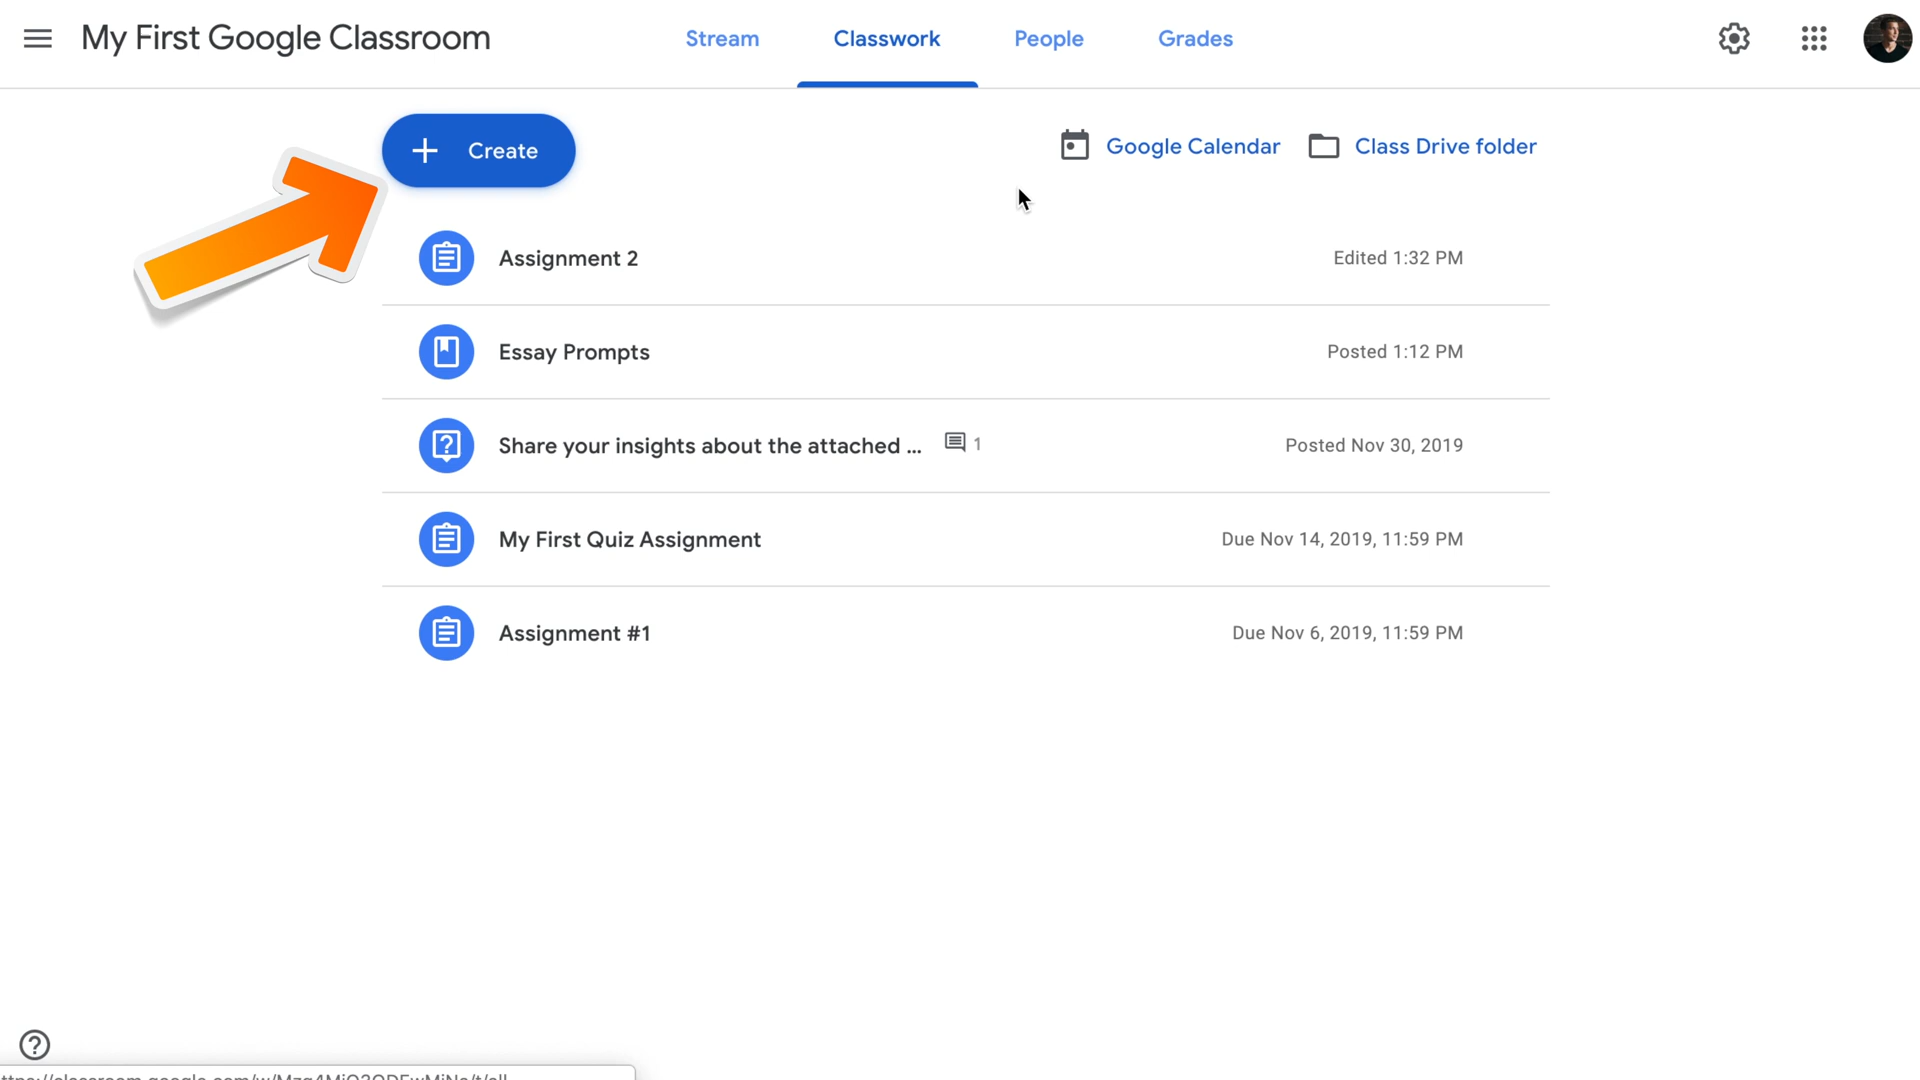 My First Google Classroom
Stream
Classwork
People
Grades
Create
Google Calendar
Class Drive folder
Assignment 2
Edited 1:32 PM
Essay Prompts
Posted 1:12 PM
Share your insights about the attached ...
1
Posted Nov 30, 2019
My First Quiz Assignment
Due Nov 14, 2019, 11:59 PM
Assignment #1
Due Nov 6, 2019, 11:59 PM